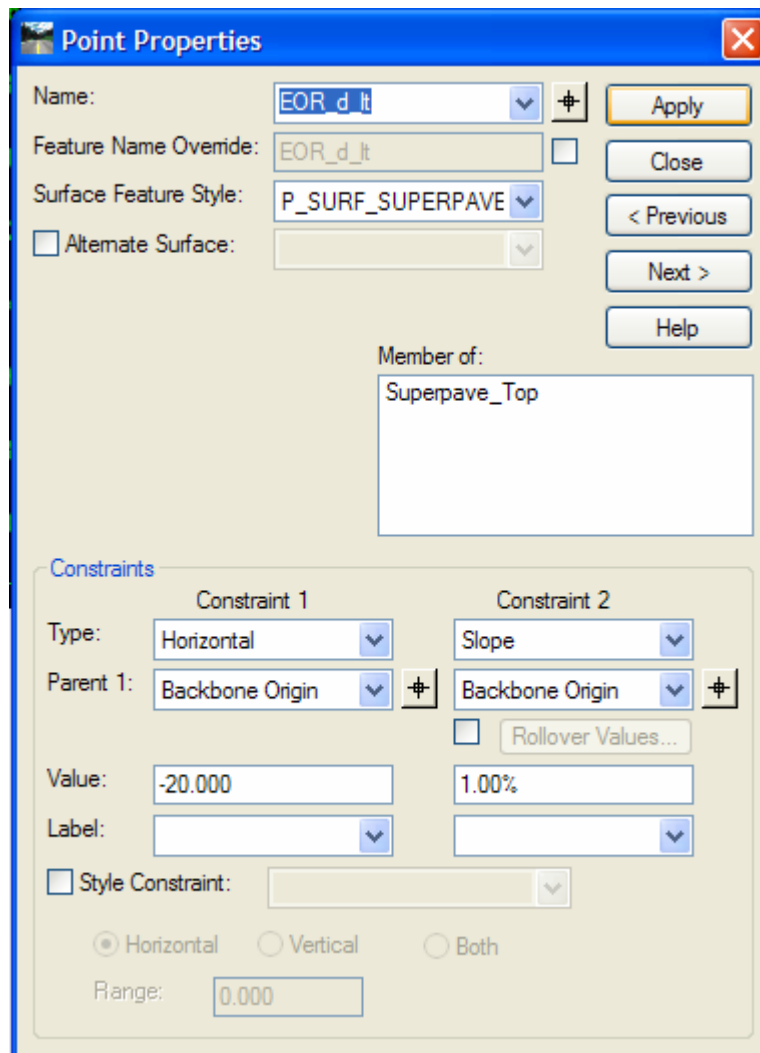 Point Properties
Name: EOR_d_lt Apply
Feature Name Override: EOR_d_lt Close
Surface Feature Style: P_SURF_SUPERPAVE < Previous
Alternate Surface: Next >
Help
Member of:
Superpave_Top
Constraints
Constraint 1 Constraint 2
Type: Horizontal Slope
Parent 1: Backbone Origin Backbone Origin
Rollover Values...
Value: -20.000 1.00%
Label:
Style Constraint:
Horizontal Vertical Both
Range: 0.000